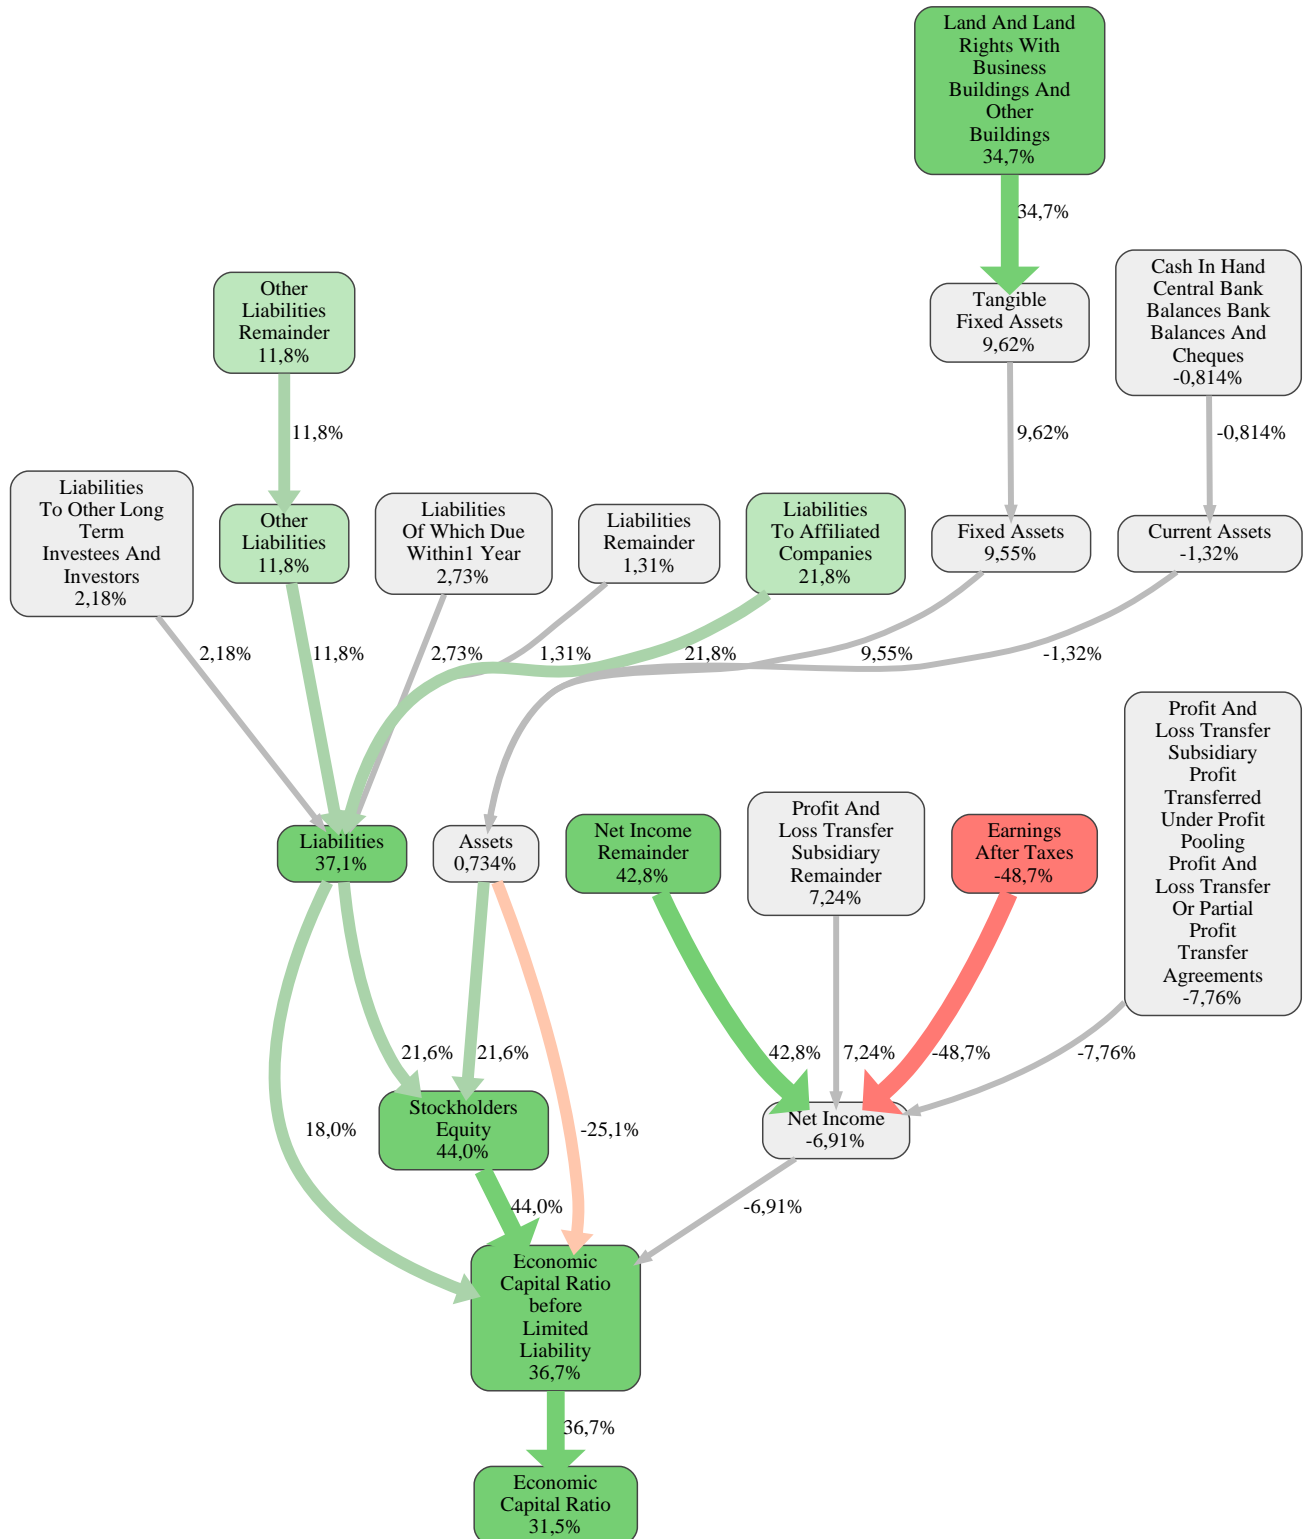 Land And Land
Rights With
Business
Buildings And
Other
Buildings
34,7%
34,7%
Other
Liabilities
Remainder
11,8%
Tangible
Fixed Assets
9,62%
Cash In Hand
Central Bank
Balances Bank
Balances And
Cheques
-0,814%
11,8%
9,62%
-0,814%
Liabilities
To Other Long
Term
Investees And
Investors
2,18%
Other
Liabilities
11,8%
Liabilities
Of Which Due
Within1 Year
2,73%
Liabilities
Remainder
1,31%
Liabilities
To Affiliated
Companies
21,8%
Fixed Assets
9,55%
Current Assets
-1,32%
2,18%
11,8%
2,73%
1,31%
21,8%
9,55%
-1,32%
Liabilities
37,1%
Assets
0,734%
Net Income
Remainder
42,8%
Profit And
Loss Transfer
Subsidiary
Remainder
7,24%
Earnings
After Taxes
-48,7%
Profit And
Loss Transfer
Subsidiary
Profit
Transferred
Under Profit
Pooling
Profit And
Loss Transfer
Or Partial
Profit
Transfer
Agreements
-7,76%
21,6%
21,6%
42,8%
7,24%
-48,7%
-7,76%
Stockholders
Equity
44,0%
Net Income
-6,91%
18,0%
-25,1%
44,0%
-6,91%
Economic
Capital Ratio
before
Limited
Liability
36,7%
36,7%
Economic
Capital Ratio
31,5%